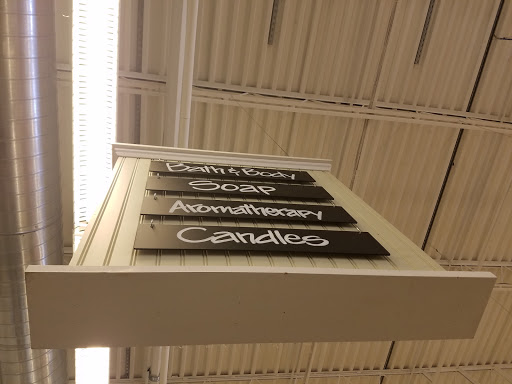 Bath & Body
Soap
Aromatherapy
Candles